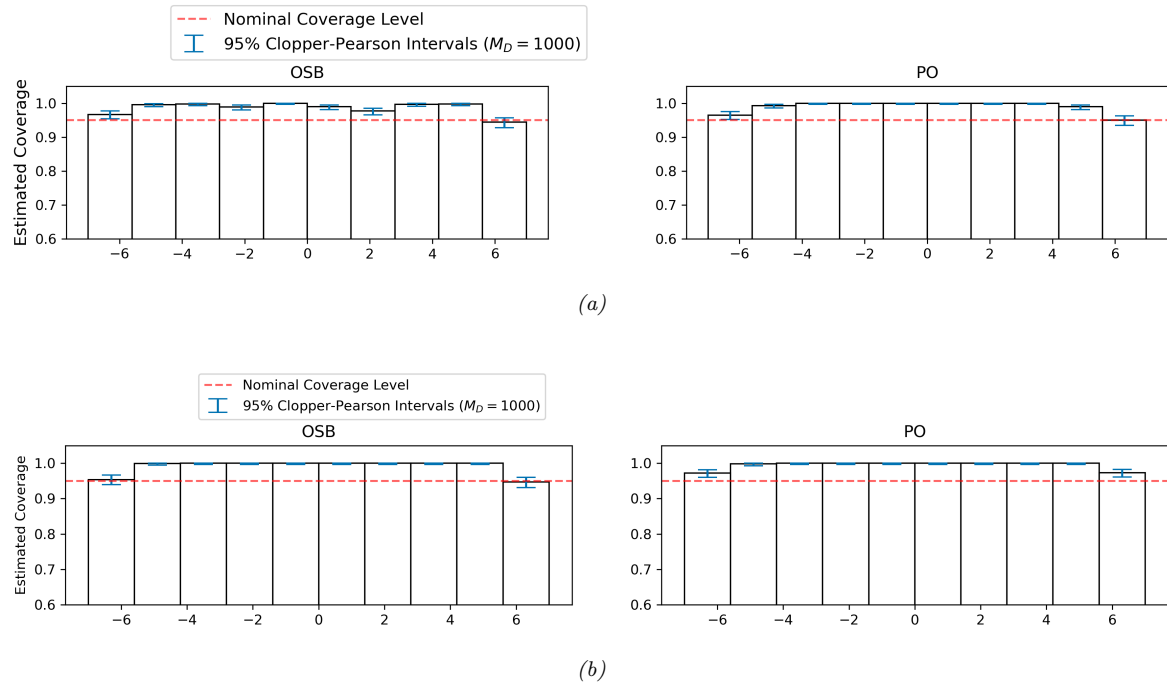 Nominal Coverage Level
95% Clopper-Pearson Intervals (M_D = 1000)
OSB
PO
Estimated Coverage
1.0
0.9
0.8
0.7
0.6
−6 −4 −2 0 2 4 6
1.0
0.9
0.8
0.7
0.6
−6 −4 −2 0 2 4 6
(a)
Nominal Coverage Level
95% Clopper-Pearson Intervals (M_D = 1000)
OSB
PO
Estimated Coverage
1.0
0.9
0.8
0.7
0.6
−6 −4 −2 0 2 4 6
1.0
0.9
0.8
0.7
0.6
−6 −4 −2 0 2 4 6
(b)